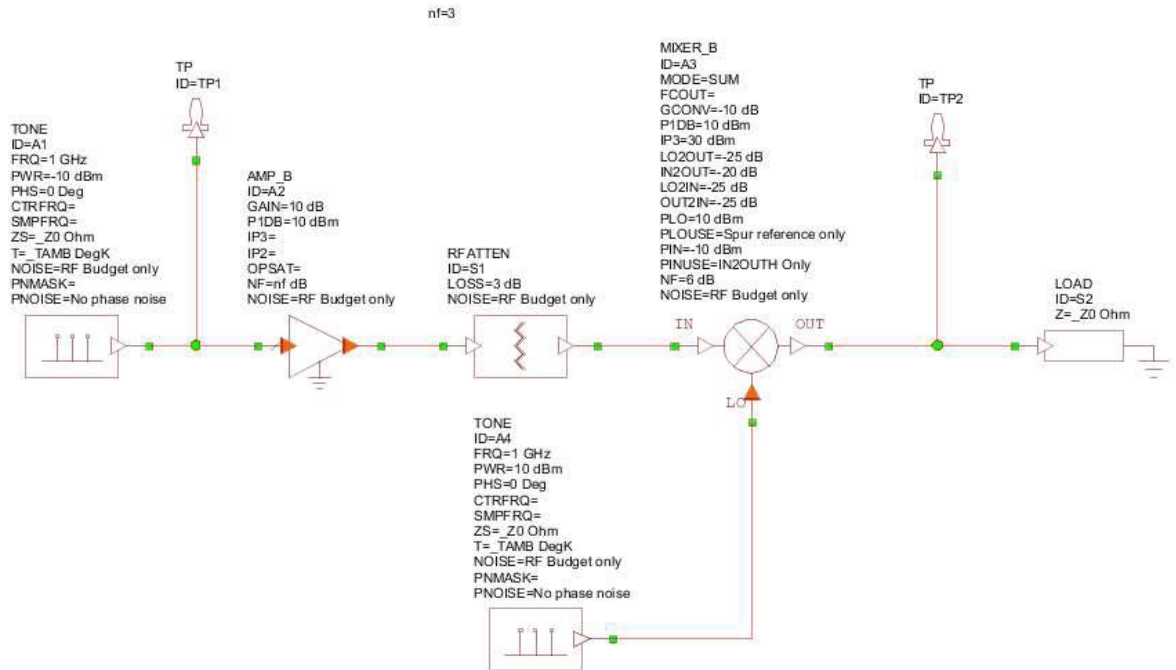 nf=3
TP
ID=TP1
TONE
ID=A1
FRQ=1 GHz
PWR=-10 dBm
PHS=0 Deg
CTRFRQ=
SMPFRQ=
ZS=_Z0 Ohm
T=_TAMB DegK
NOISE=RF Budget only
PNMASK=
PNOISE=No phase noise
AMP_B
ID=A2
GAIN=10 dB
P1DB=10 dBm
IP3=
IP2=
OPSAT=
NF=nf dB
NOISE=RF Budget only
RFATTEN
ID=S1
LOSS=3 dB
NOISE=RF Budget only
MIXER_B
ID=A3
MODE=SUM
FCOUT=
GCONV=-10 dB
P1DB=10 dBm
IP3=30 dBm
LO2OUT=-25 dB
IN2OUT=-20 dB
LO2IN=-25 dB
OUT2IN=-25 dB
PLO=10 dBm
PLOUSE=Spur reference only
PIN=-10 dBm
PINUSE=IN2OUTH Only
NF=6 dB
NOISE=RF Budget only
IN
OUT
LO
TP
ID=TP2
LOAD
ID=S2
Z=_Z0 Ohm
TONE
ID=A4
FRQ=1 GHz
PWR=10 dBm
PHS=0 Deg
CTRFRQ=
SMPFRQ=
ZS=_Z0 Ohm
T=_TAMB DegK
NOISE=RF Budget only
PNMASK=
PNOISE=No phase noise